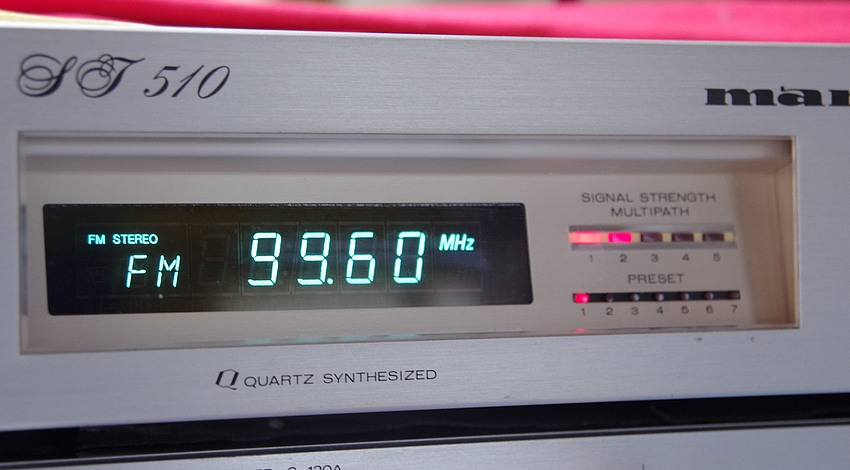 ST 510
mar
SIGNAL STRENGTH
MULTIPATH
FM STEREO
FM 99.60 MHz
1 2 3 4 5
PRESET
1 2 3 4 5 6 7
Q QUARTZ SYNTHESIZED